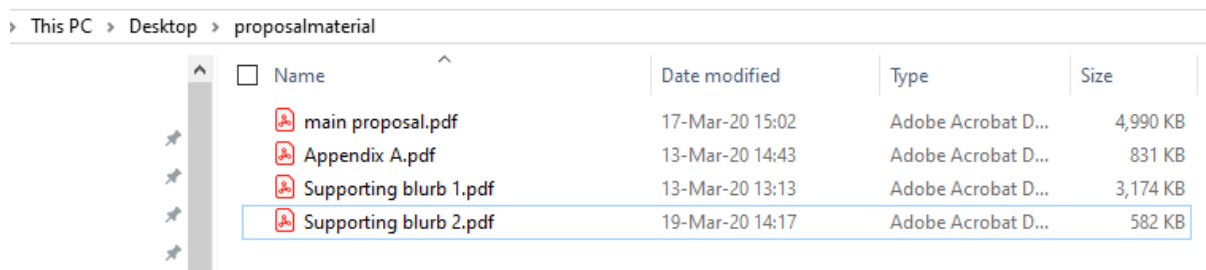 This PC > Desktop > proposalmaterial
Name Date modified Type Size
main proposal.pdf 17-Mar-20 15:02 Adobe Acrobat D... 4,990 KB
Appendix A.pdf 13-Mar-20 14:43 Adobe Acrobat D... 831 KB
Supporting blurb 1.pdf 13-Mar-20 13:13 Adobe Acrobat D... 3,174 KB
Supporting blurb 2.pdf 19-Mar-20 14:17 Adobe Acrobat D... 582 KB